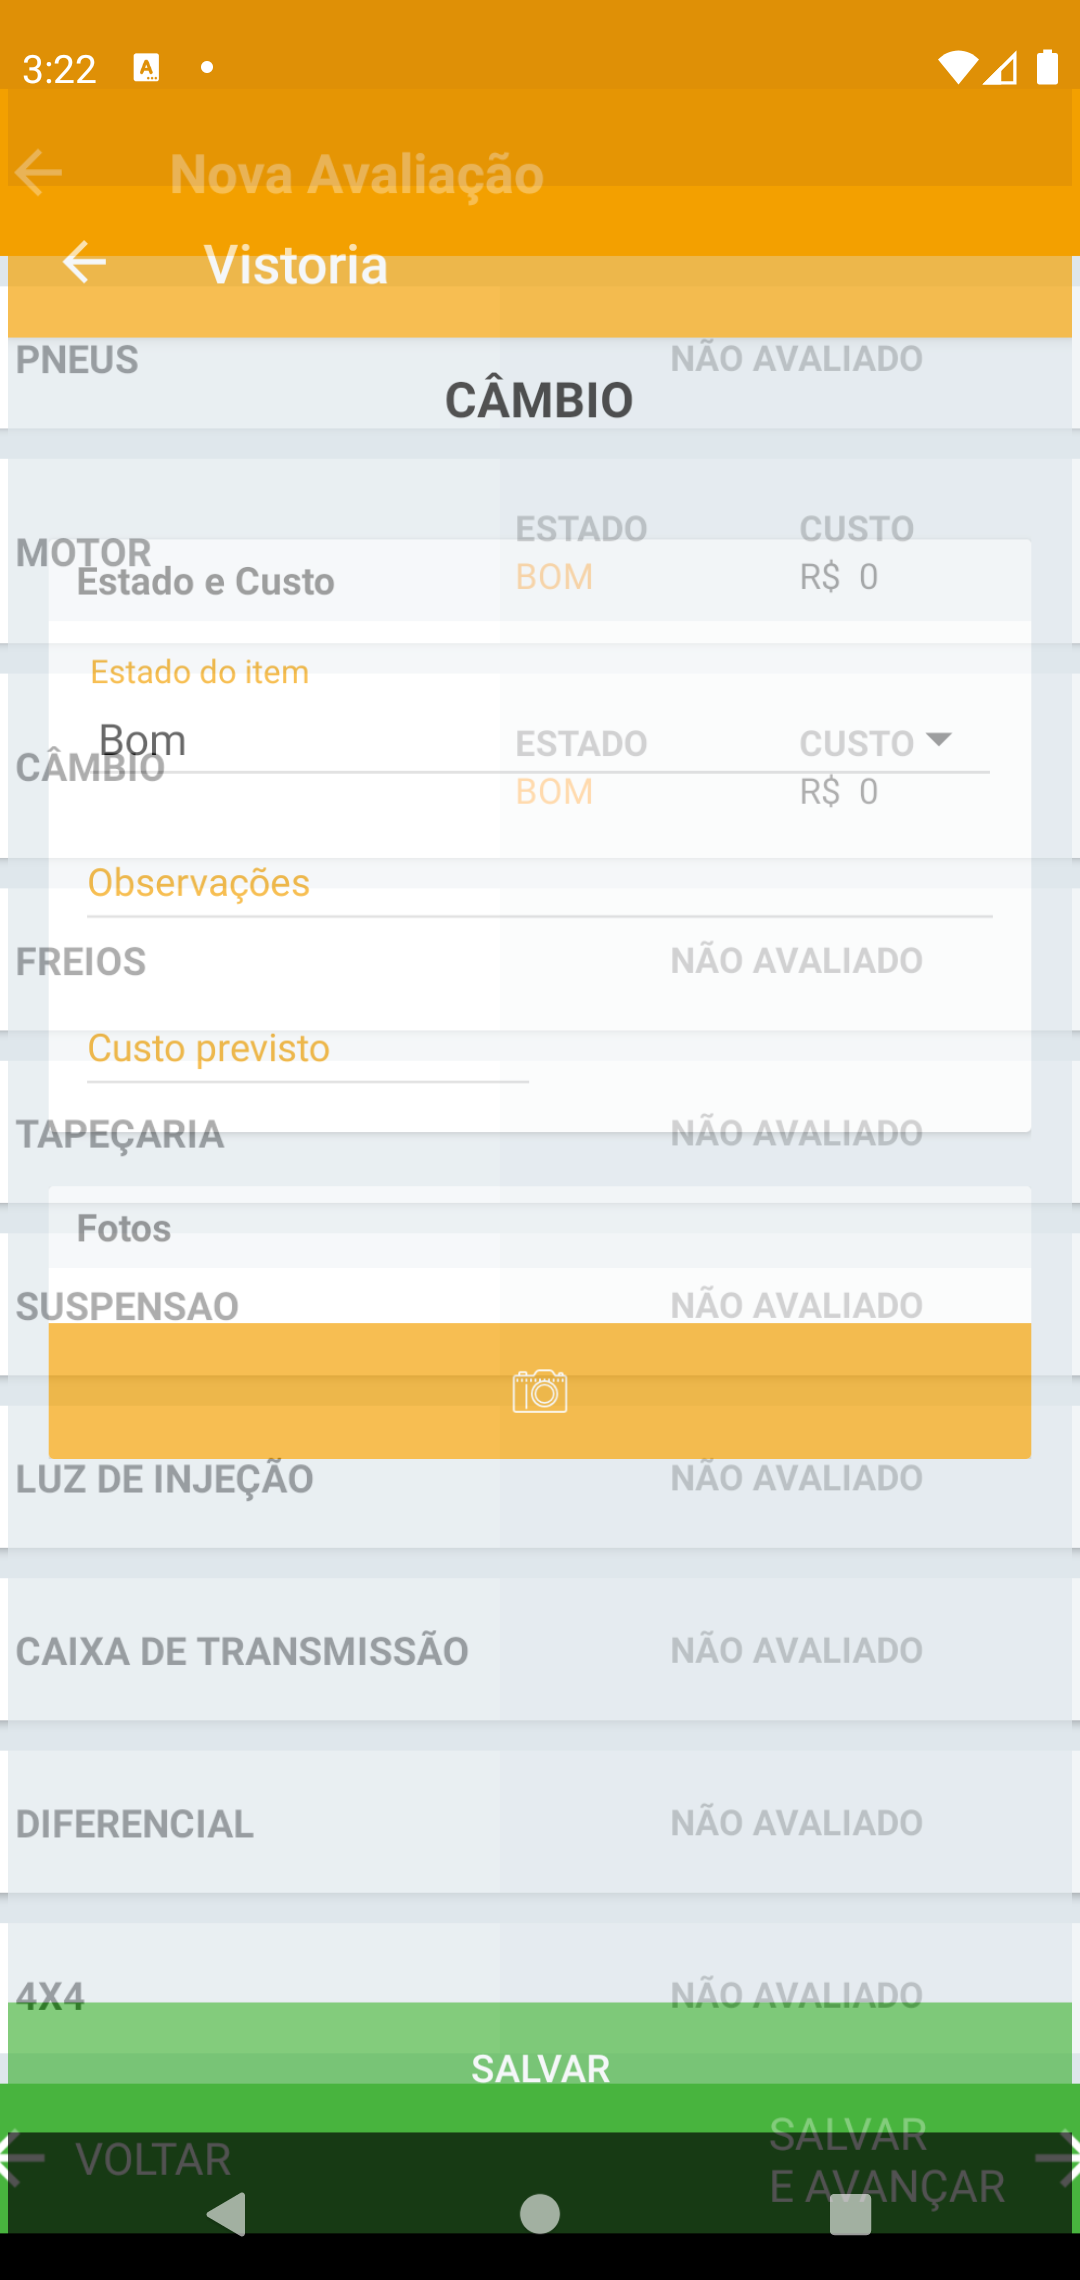 3:22
Nova Avaliação
Vistoria
PNEUS NÃO AVALIADO
CÂMBIO
MOTOR ESTADO CUSTO
BOM R$ 0
Estado e Custo
Estado do item
Bom
CÂMBIO ESTADO CUSTO
BOM R$ 0
Observações
FREIOS NÃO AVALIADO
Custo previsto
TAPEÇARIA NÃO AVALIADO
Fotos
SUSPENSAO NÃO AVALIADO
LUZ DE INJEÇÃO NÃO AVALIADO
CAIXA DE TRANSMISSÃO NÃO AVALIADO
DIFERENCIAL NÃO AVALIADO
4X4 NÃO AVALIADO
SALVAR
VOLTAR SALVAR
E AVANÇAR